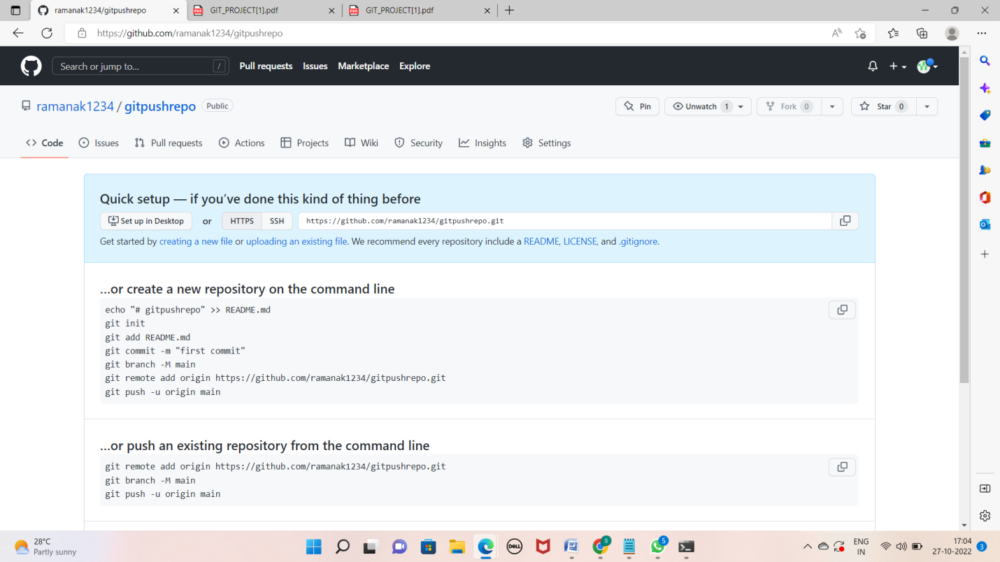 ramanak1234/gitpushrepo
GIT_PROJECT[1].pdf
GIT_PROJECT[1].pdf
https://github.com/ramanak1234/gitpushrepo
Search or jump to... /
Pull requests Issues Marketplace Explore
ramanak1234 / gitpushrepo Public
Pin Unwatch 1 Fork 0 Star 0
Code Issues Pull requests Actions Projects Wiki Security Insights Settings
Quick setup — if you’ve done this kind of thing before
Set up in Desktop or HTTPS SSH https://github.com/ramanak1234/gitpushrepo.git
Get started by creating a new file or uploading an existing file. We recommend every repository include a README, LICENSE, and .gitignore.
…or create a new repository on the command line
echo "# gitpushrepo" >> README.md
git init
git add README.md
git commit -m "first commit"
git branch -M main
git remote add origin https://github.com/ramanak1234/gitpushrepo.git
git push -u origin main
…or push an existing repository from the command line
git remote add origin https://github.com/ramanak1234/gitpushrepo.git
git branch -M main
git push -u origin main
28°C
Partly sunny
DELL
5
5
ENG
IN
17:04
27-10-2022
3